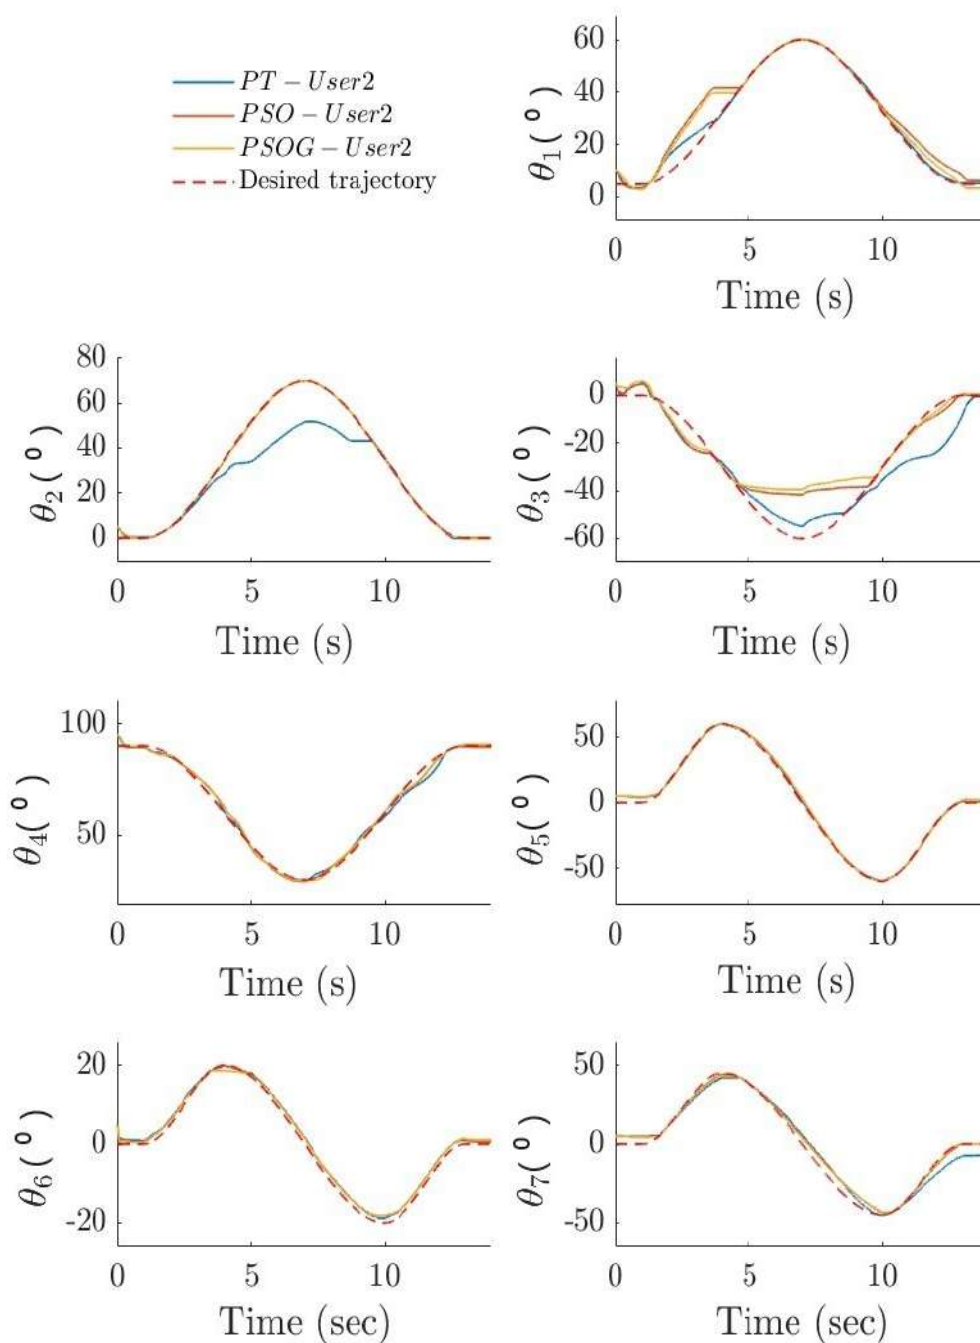 PT - User2
PSO - User2
PSOG - User2
Desired trajectory
θ1(°)
60
40
20
0
0 5 10
Time (s)
θ2(°)
80
60
40
20
0
0 5 10
Time (s)
θ3(°)
0
-20
-40
-60
0 5 10
Time (s)
θ4(°)
100
50
0 5 10
Time (s)
θ5(°)
50
0
-50
0 5 10
Time (s)
θ6(°)
20
0
-20
0 5 10
Time (sec)
θ7(°)
50
0
-50
0 5 10
Time (sec)